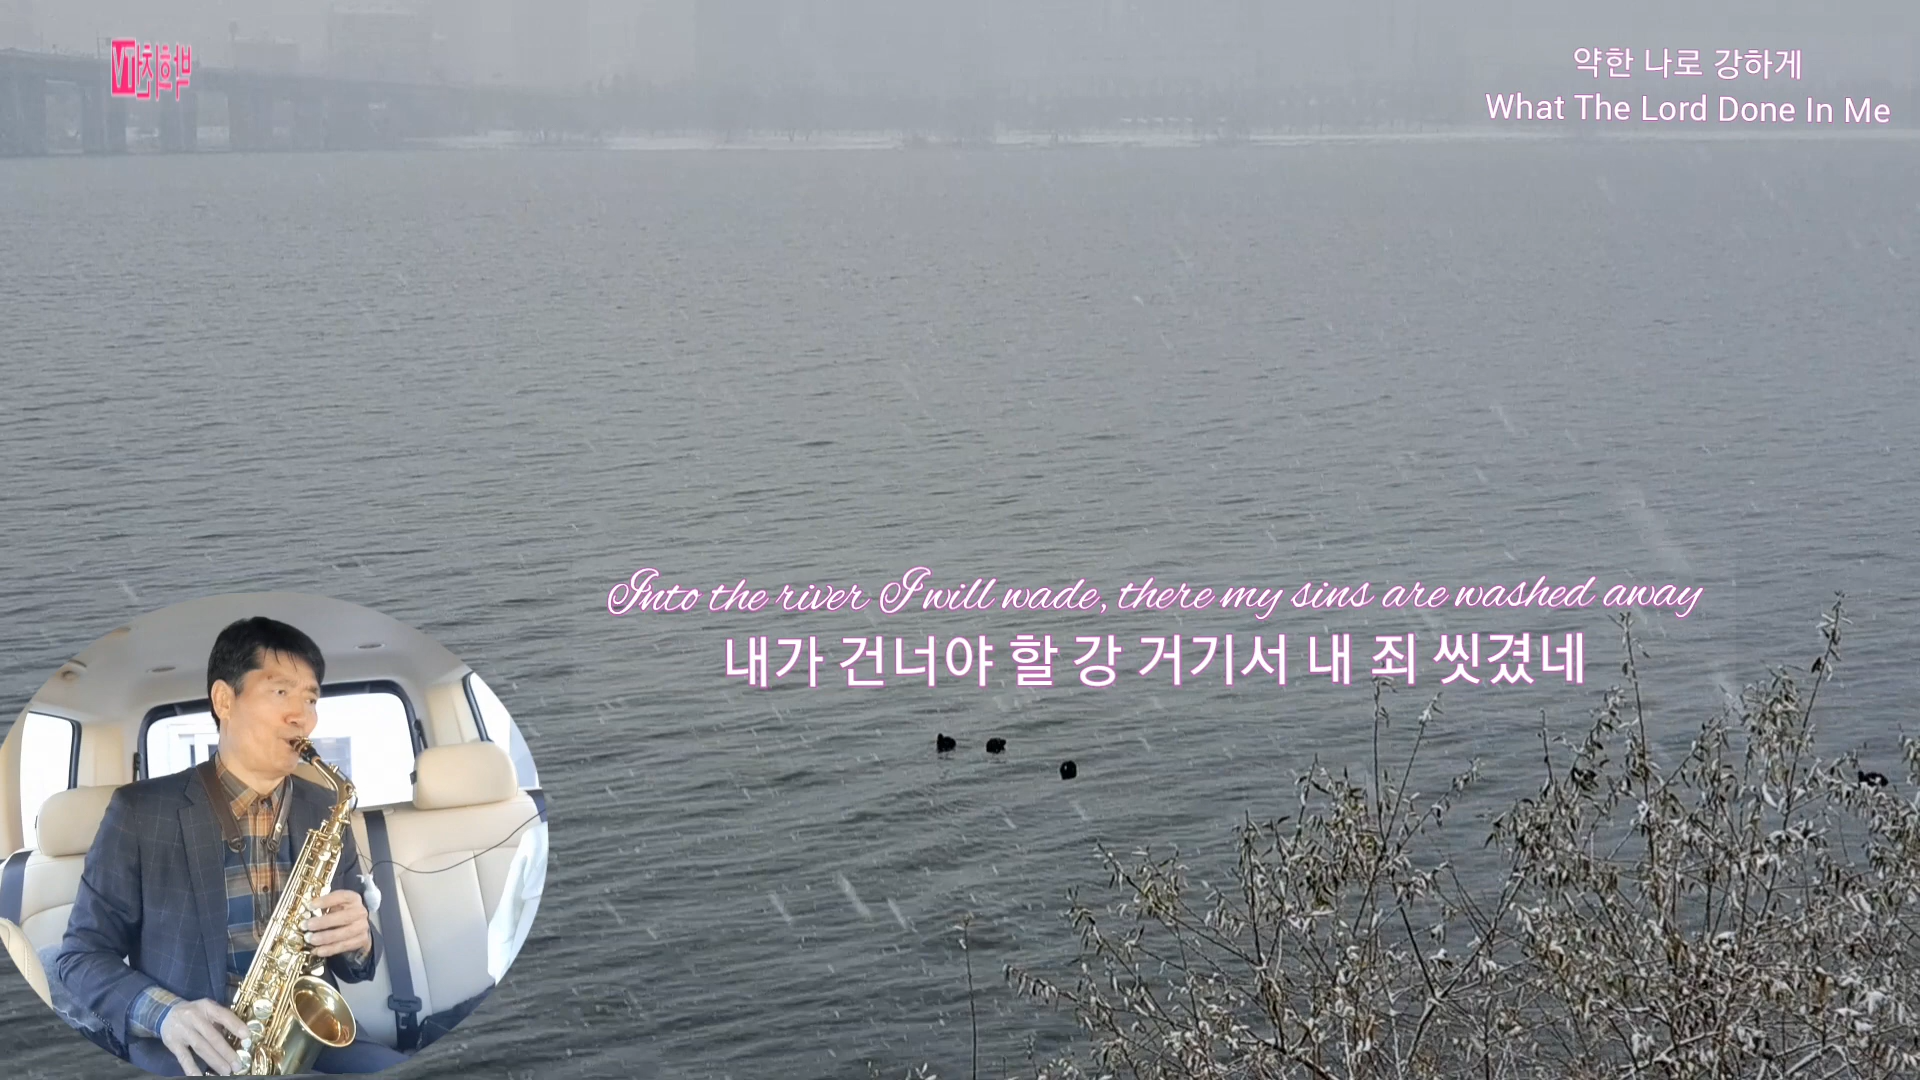 약한 나로 강하게
What The Lord Done In Me
Into the river I will wade, there my sins are washed away
내가 건너야 할 강 거기서 내 죄 씻겼네